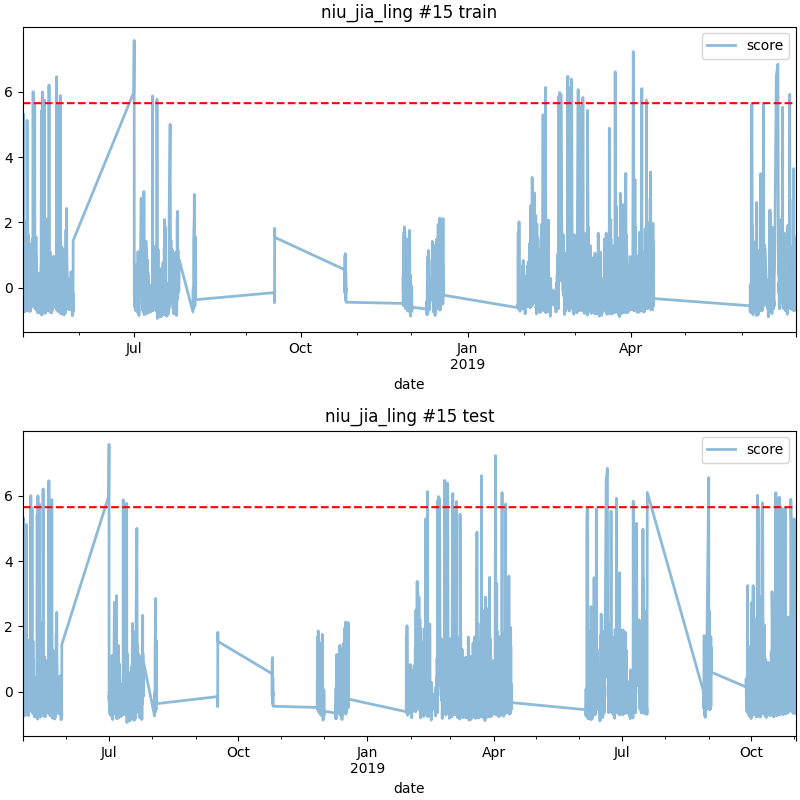 niu_jia_ling #15 train
score
6
4
2
0
Jul
Oct
Jan
2019
Apr
date
niu_jia_ling #15 test
score
6
4
2
0
Jul
Oct
Jan
2019
Apr
Jul
Oct
date